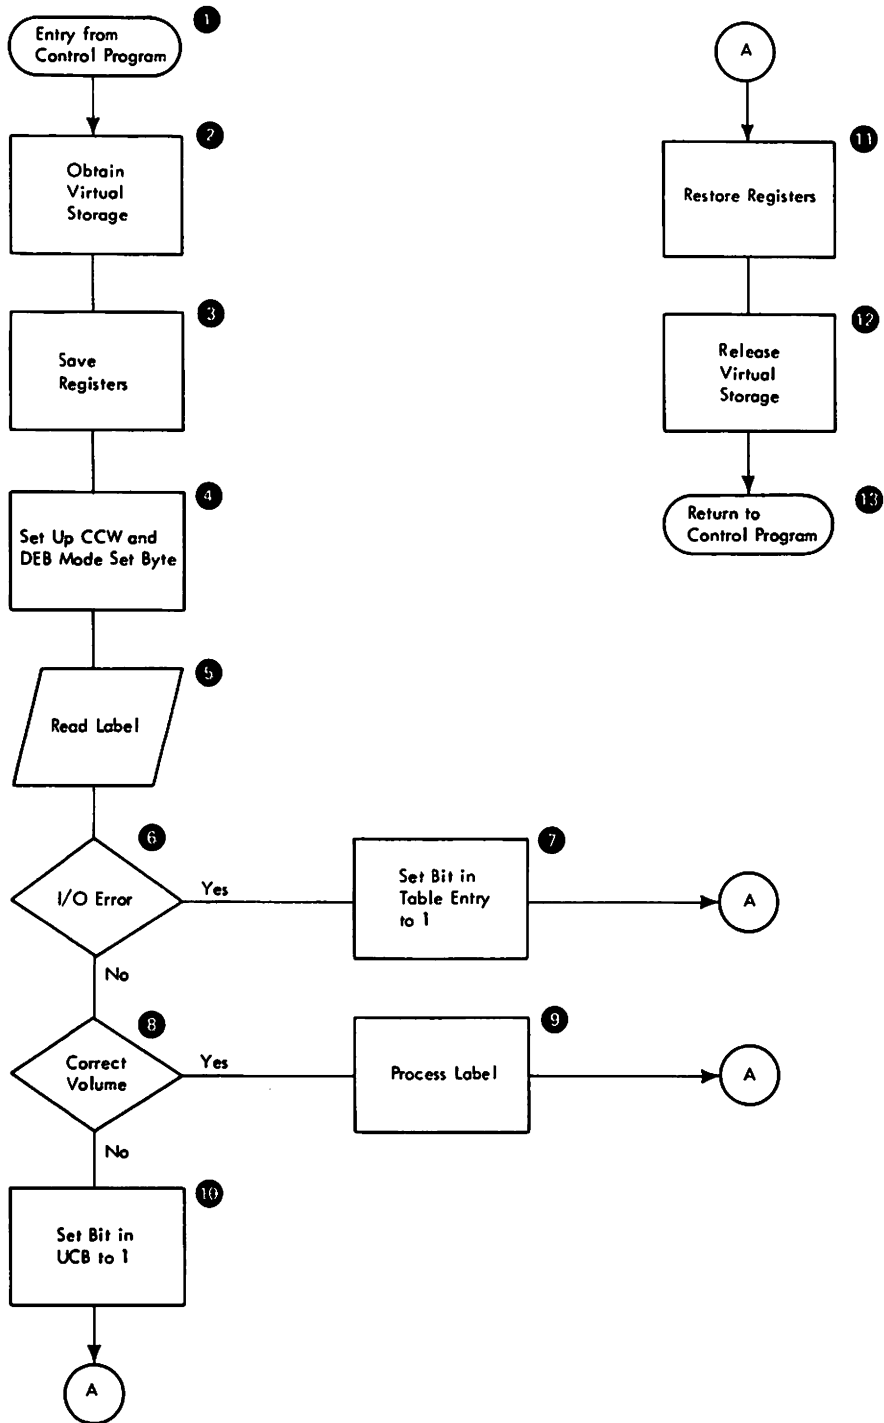 1
Entry from
Control Program
2
Obtain
Virtual
Storage
3
Save
Registers
4
Set Up CCW and
DEB Mode Set Byte
5
Read Label
6
I/O Error
Yes
7
Set Bit in
Table Entry
to 1
A
No
8
Correct
Volume
Yes
9
Process Label
A
No
10
Set Bit in
UCB to 1
A
A
11
Restore Registers
12
Release
Virtual
Storage
13
Return to
Control Program